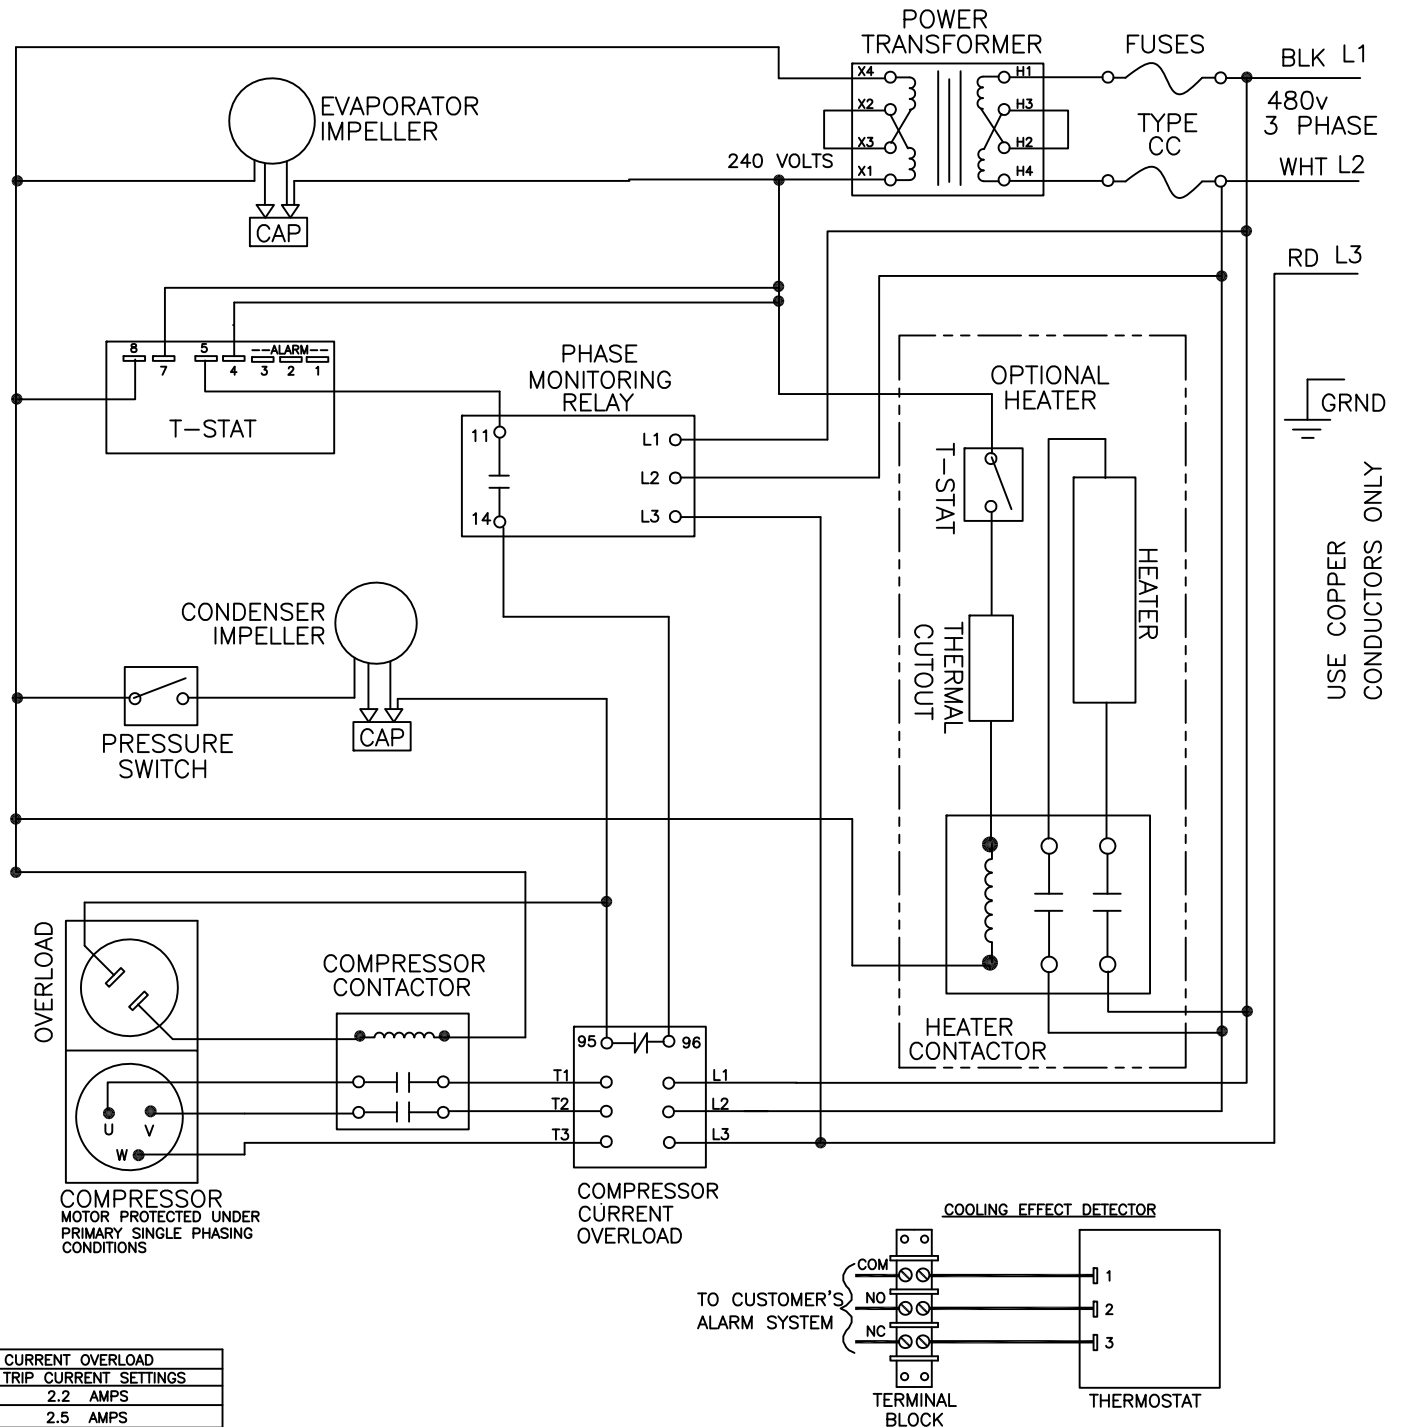 POWER
TRANSFORMER
FUSES
BLK L1
X4
H1
480v
3 PHASE
EVAPORATOR
IMPELLER
X2
H3
TYPE
CC
X3
H2
240 VOLTS
X1
H4
WHT L2
CAP
RD L3
8
7
5
4
--ALARM--
3
2
1
T-STAT
PHASE
MONITORING
RELAY
11
14
L1
L2
L3
OPTIONAL
HEATER
T-STAT
HEATER
THERMAL
CUTOUT
GRND
USE COPPER
CONDUCTORS ONLY
CONDENSER
IMPELLER
CAP
PRESSURE
SWITCH
OVERLOAD
COMPRESSOR
CONTACTOR
HEATER
CONTACTOR
95
96
T1
L1
T2
L2
T3
L3
U
V
W
COMPRESSOR
MOTOR PROTECTED UNDER
PRIMARY SINGLE PHASING
CONDITIONS
COMPRESSOR
CURRENT
OVERLOAD
COOLING EFFECT DETECTOR
COM
NO
NC
1
2
3
TO CUSTOMER'S
ALARM SYSTEM
TERMINAL
BLOCK
THERMOSTAT
CURRENT OVERLOAD
TRIP CURRENT SETTINGS
2.2 AMPS
2.5 AMPS